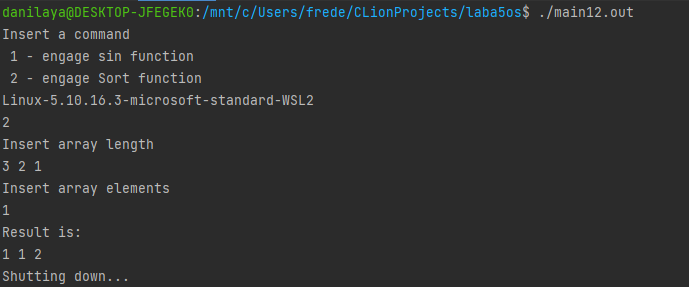 danilaya@DESKTOP-JFEGEKO:/mnt/c/Users/frede/CLionProjects/laba5os$ ./main12.out
Insert a command
 1 - engage sin function
 2 - engage Sort function
Linux-5.10.16.3-microsoft-standard-WSL2
2
Insert array length
3 2 1
Insert array elements
1
Result is:
1 1 2
Shutting down...